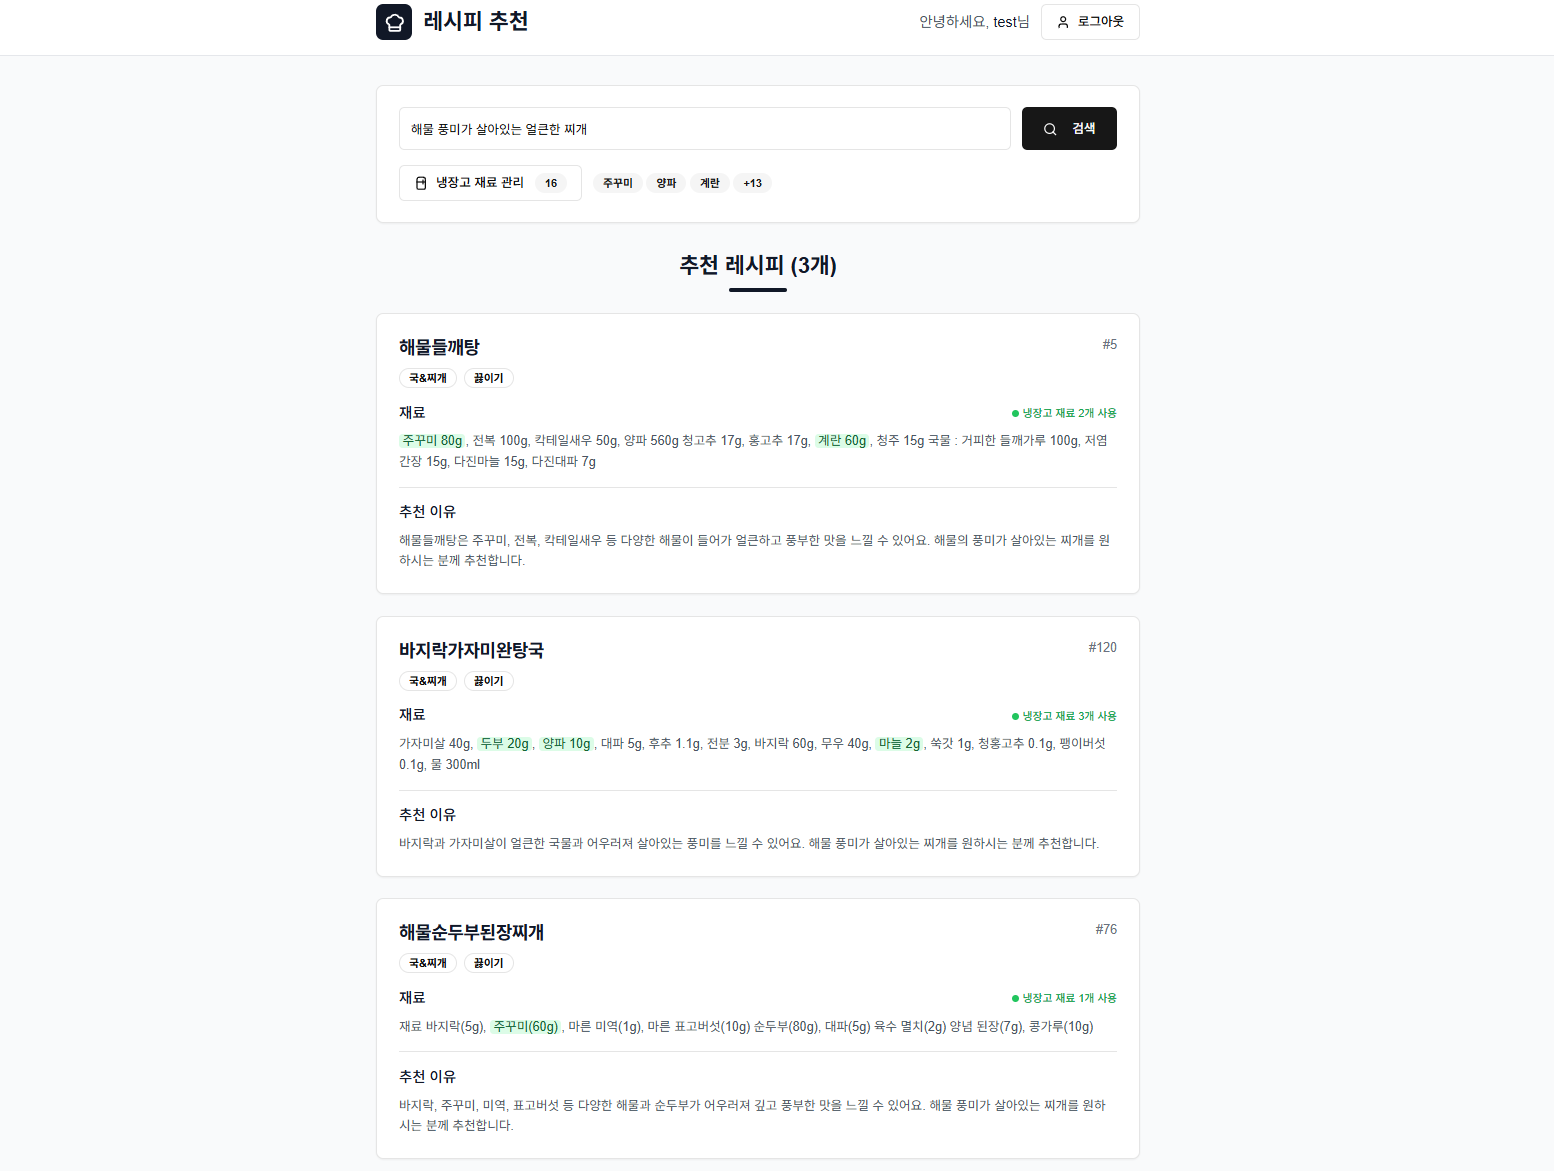 레시피 추천
안녕하세요, test님
로그아웃
해물 풍미가 살아있는 얼큰한 찌개
검색
냉장고 재료 관리 16
주꾸미 양파 계란 +13
추천 레시피 (3개)
해물들깨탕
#5
국&찌개 끓이기
재료
냉장고 재료 2개 사용
주꾸미 80g, 전복 100g, 칵테일새우 50g, 양파 560g 청고추 17g, 홍고추 17g, 계란 60g, 청주 15g 국물 : 거피한 들깨가루 100g, 저염
간장 15g, 다진마늘 15g, 다진대파 7g
추천 이유
해물들깨탕은 주꾸미, 전복, 칵테일새우 등 다양한 해물이 들어가 얼큰하고 풍부한 맛을 느낄 수 있어요. 해물의 풍미가 살아있는 찌개를 원
하시는 분께 추천합니다.
바지락가자미완탕국
#120
국&찌개 끓이기
재료
냉장고 재료 3개 사용
가자미살 40g, 두부 20g, 양파 10g, 대파 5g, 후추 1.1g, 전분 3g, 바지락 60g, 무우 40g, 마늘 2g, 쑥갓 1g, 청홍고추 0.1g, 팽이버섯
0.1g, 물 300ml
추천 이유
바지락과 가자미살이 얼큰한 국물과 어우러져 살아있는 풍미를 느낄 수 있어요. 해물 풍미가 살아있는 찌개를 원하시는 분께 추천합니다.
해물순두부된장찌개
#76
국&찌개 끓이기
재료
냉장고 재료 1개 사용
재료 바지락(5g), 주꾸미(60g), 마른 미역(1g), 마른 표고버섯(10g) 순두부(80g), 대파(5g) 육수 멸치(2g) 양념 된장(7g), 콩가루(10g)
추천 이유
바지락, 주꾸미, 미역, 표고버섯 등 다양한 해물과 순두부가 어우러져 깊고 풍부한 맛을 느낄 수 있어요. 해물 풍미가 살아있는 찌개를 원하
시는 분께 추천합니다.